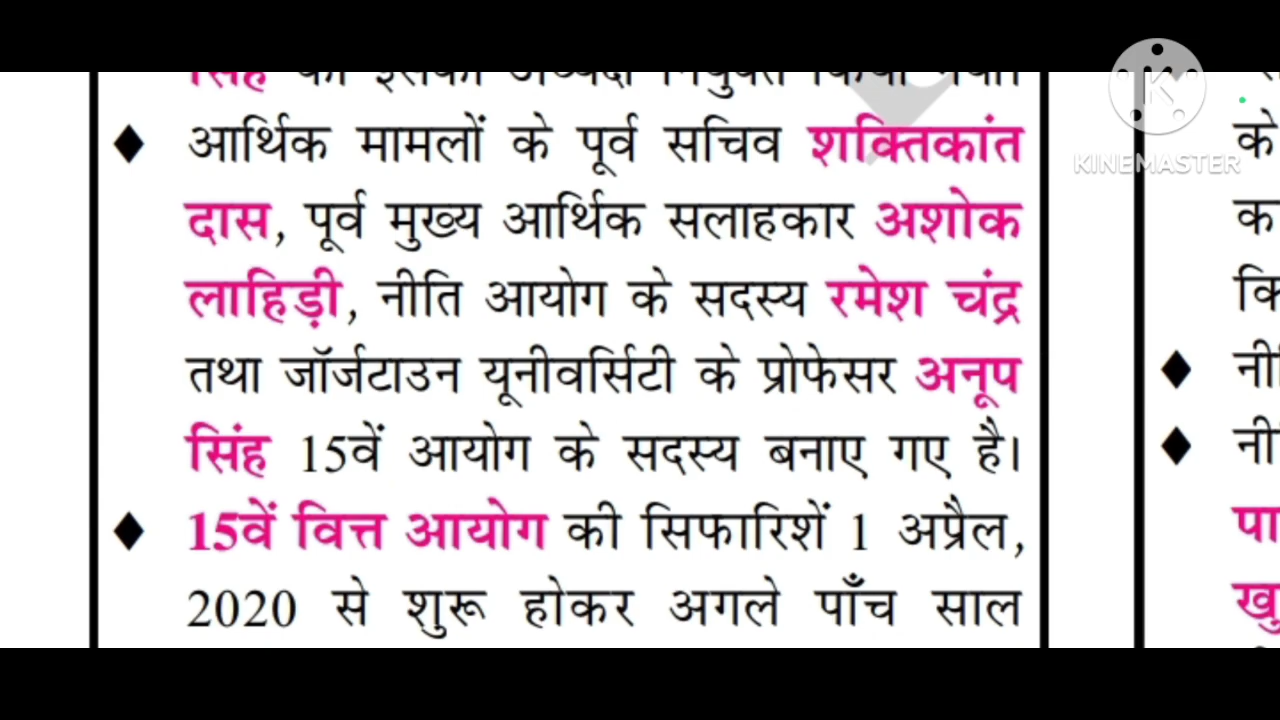 आर्थिक मामलों के पूर्व सचिव शक्तिकांत
दास, पूर्व मुख्य आर्थिक सलाहकार अशोक
लाहिड़ी, नीति आयोग के सदस्य रमेश चंद्र
तथा जॉर्जटाउन यूनीवर्सिटी के प्रोफेसर अनूप
सिंह 15वें आयोग के सदस्य बनाए गए है।
15वें वित्त आयोग की सिफारिशें 1 अप्रैल,
2020 से शुरू होकर अगले पाँच साल
के
KINEMASTER